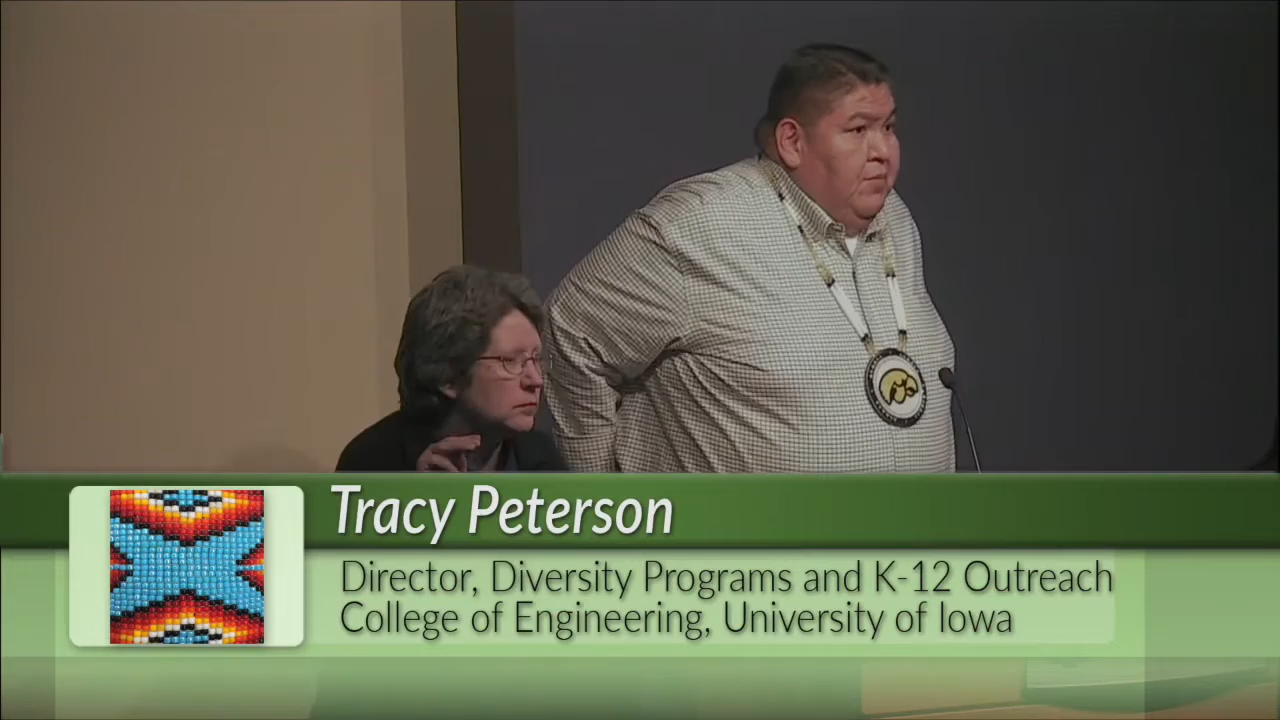 Tracy Peterson
Director, Diversity Programs and K-12 Outreach
College of Engineering, University of Iowa